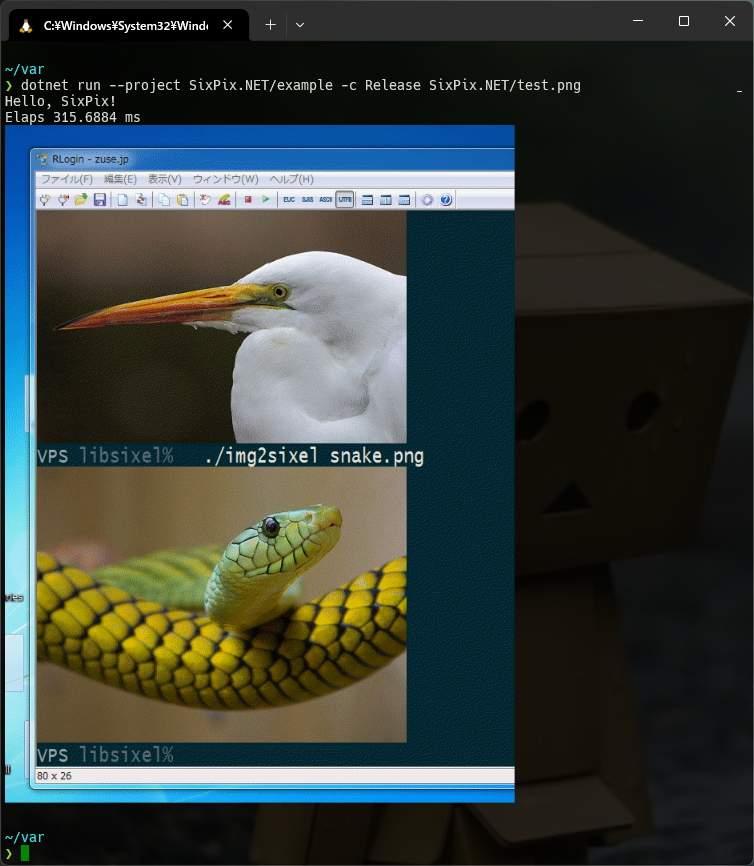 C:¥Windows¥System32¥Wind
~/var
❯ dotnet run --project SixPix.NET/example -c Release SixPix.NET/test.png
Hello, SixPix!
Elaps 315.6884 ms
RLogin - zuse.jp
ファイル(F) 編集(E) 表示(V) ウィンドウ(W) ヘルプ(H)
EUC SJIS ASCII UTF8
VPS libsixel% ./img2sixel snake.png
ries
VPS libsixel%
80 x 26
~/var
❯